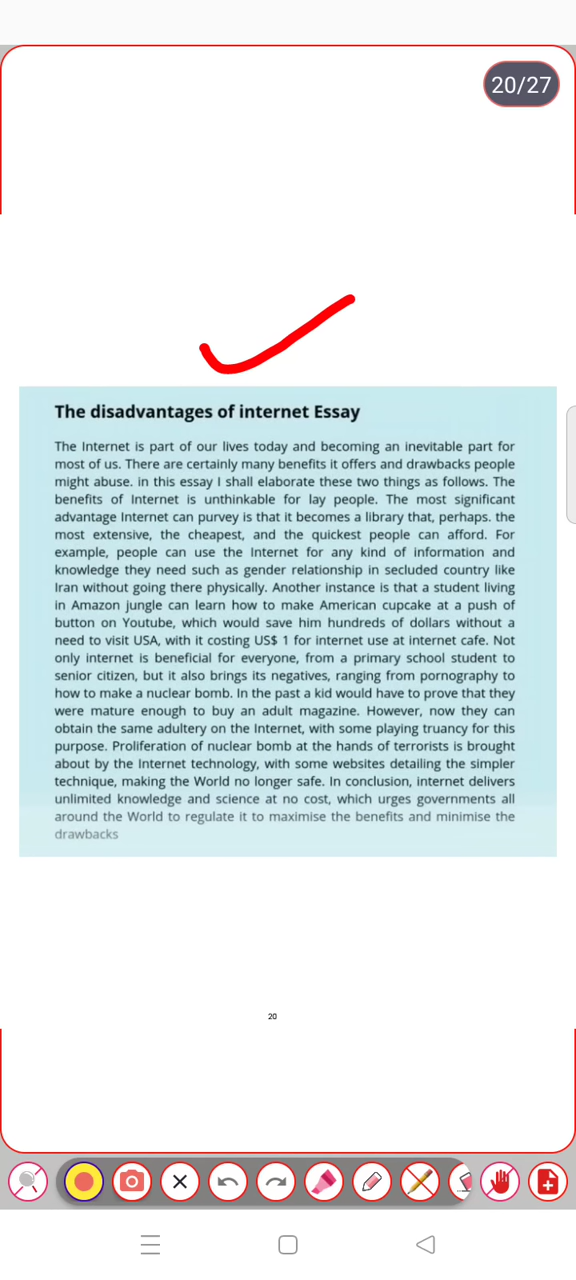 20/27
The disadvantages of internet Essay
The Internet is part of our lives today and becoming an inevitable part for
most of us. There are certainly many benefits it offers and drawbacks people
might abuse. in this essay I shall elaborate these two things as follows. The
benefits of Internet is unthinkable for lay people. The most significant
advantage Internet can purvey is that it becomes a library that, perhaps. the
most extensive, the cheapest, and the quickest people can afford. For
example, people can use the Internet for any kind of information and
knowledge they need such as gender relationship in secluded country like
Iran without going there physically. Another instance is that a student living
in Amazon jungle can learn how to make American cupcake at a push of
button on Youtube, which would save him hundreds of dollars without a
need to visit USA, with it costing US$ 1 for internet use at internet cafe. Not
only internet is beneficial for everyone, from a primary school student to
senior citizen, but it also brings its negatives, ranging from pornography to
how to make a nuclear bomb. In the past a kid would have to prove that they
were mature enough to buy an adult magazine. However, now they can
obtain the same adultery on the Internet, with some playing truancy for this
purpose. Proliferation of nuclear bomb at the hands of terrorists is brought
about by the Internet technology, with some websites detailing the simpler
technique, making the World no longer safe. In conclusion, internet delivers
unlimited knowledge and science at no cost, which urges governments all
around the World to regulate it to maximise the benefits and minimise the
drawbacks
20